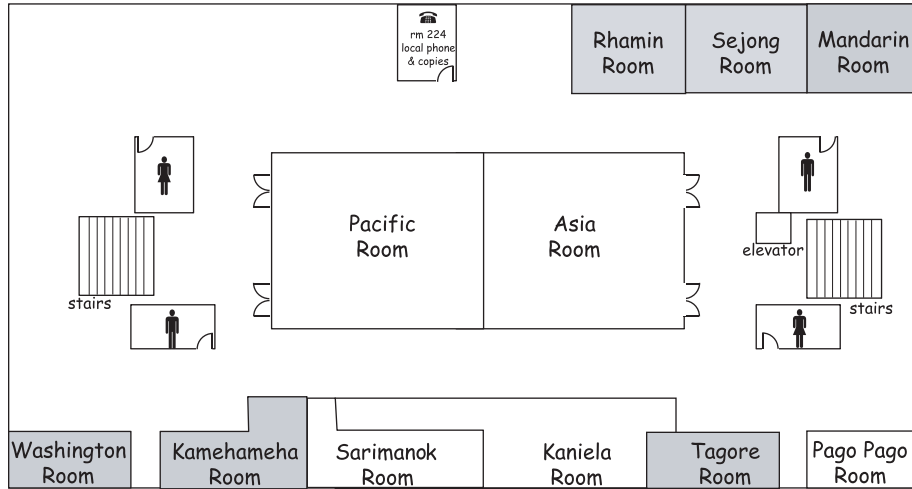 rm 224
local phone
& copies
Rhamin
Room
Sejong
Room
Mandarin
Room
Pacific
Room
Asia
Room
elevator
stairs
stairs
Washington
Room
Kamehameha
Room
Sarimanok
Room
Kaniela
Room
Tagore
Room
Pago Pago
Room